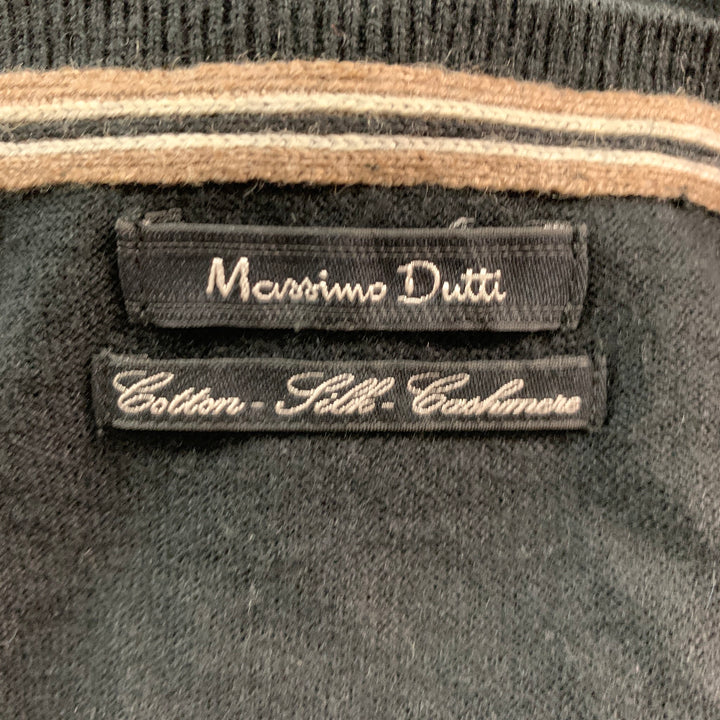 Massimo Dutti
Cotton - Silk - Cashmere